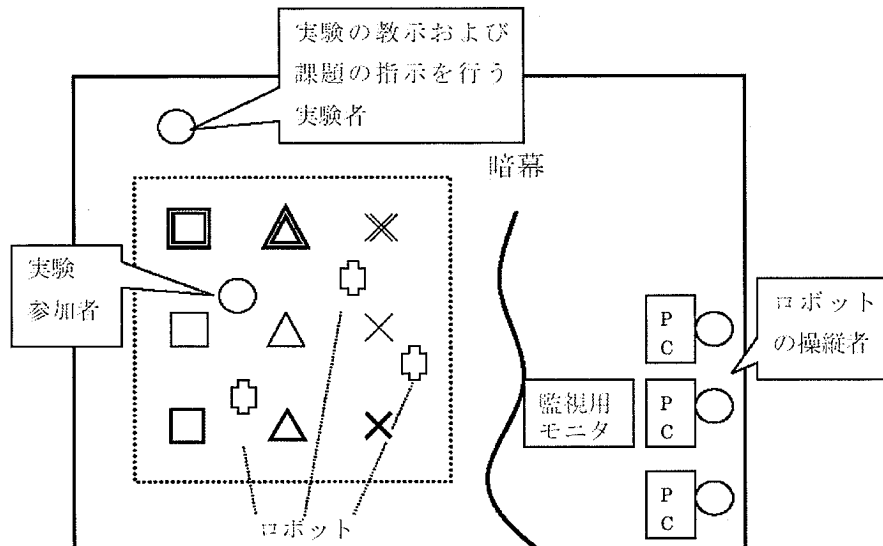 実験の教示および
課題の指示を行う
実験者
暗幕
実験
参加者
P
C
ロボット
の操縦者
監視用
モニタ
P
C
P
C
ロボット